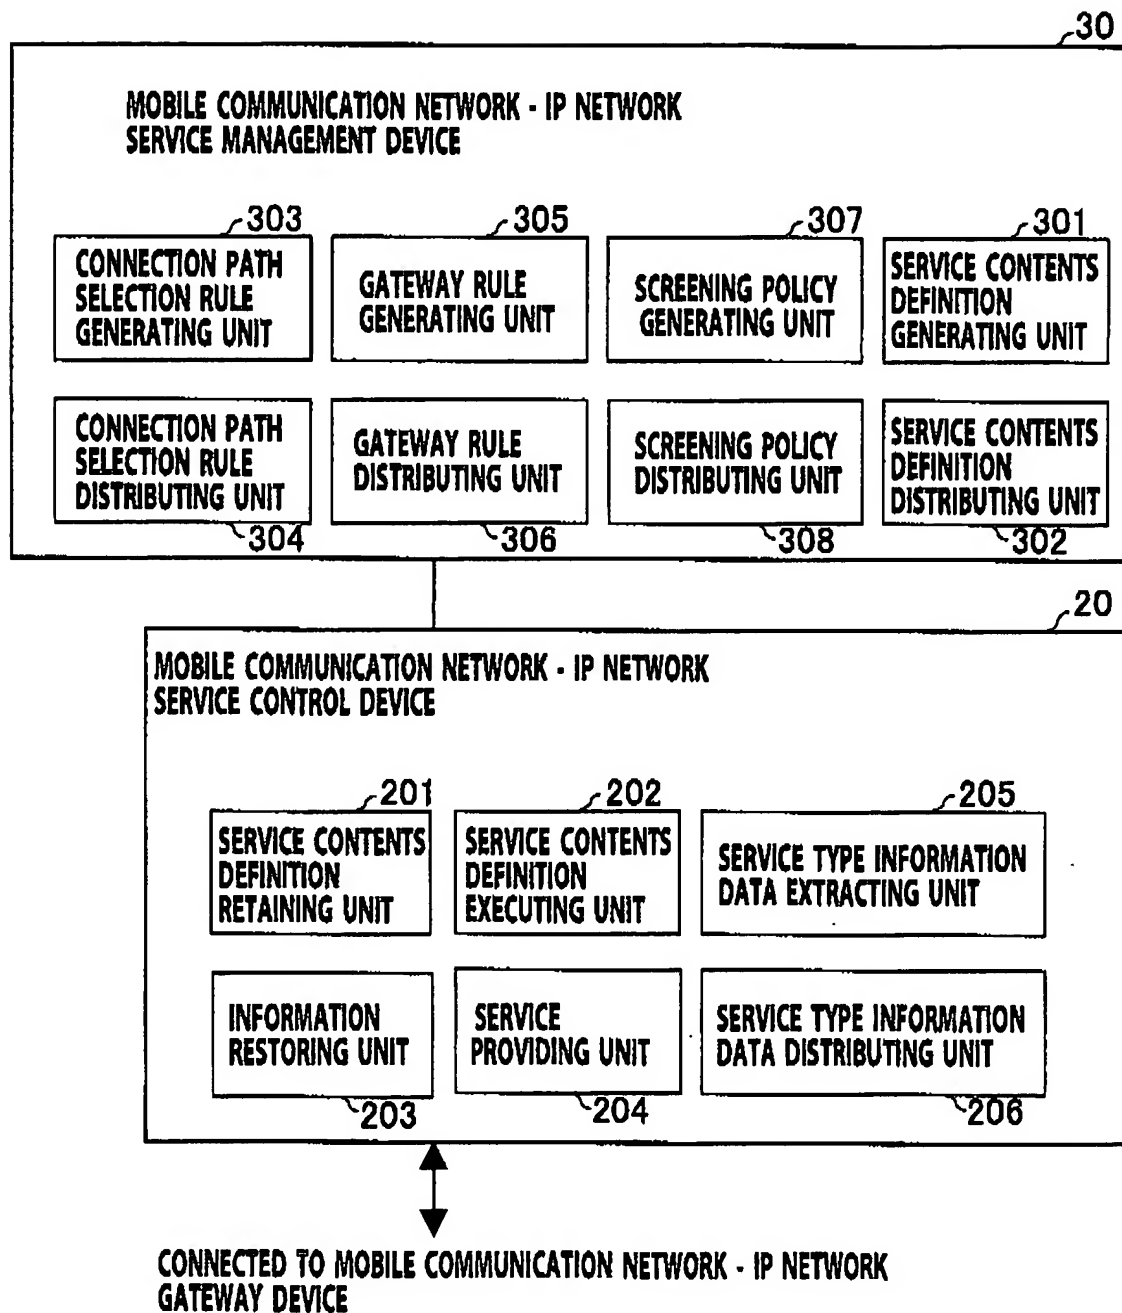 30
MOBILE COMMUNICATION NETWORK - IP NETWORK
SERVICE MANAGEMENT DEVICE
303
CONNECTION PATH
SELECTION RULE
GENERATING UNIT
305
GATEWAY RULE
GENERATING UNIT
307
SCREENING POLICY
GENERATING UNIT
301
SERVICE CONTENTS
DEFINITION
GENERATING UNIT
CONNECTION PATH
SELECTION RULE
DISTRIBUTING UNIT
304
GATEWAY RULE
DISTRIBUTING UNIT
306
SCREENING POLICY
DISTRIBUTING UNIT
308
SERVICE CONTENTS
DEFINITION
DISTRIBUTING UNIT
302
20
MOBILE COMMUNICATION NETWORK - IP NETWORK
SERVICE CONTROL DEVICE
201
SERVICE CONTENTS
DEFINITION
RETAINING UNIT
202
SERVICE CONTENTS
DEFINITION
EXECUTING UNIT
205
SERVICE TYPE INFORMATION
DATA EXTRACTING UNIT
INFORMATION
RESTORING UNIT
203
SERVICE
PROVIDING UNIT
204
SERVICE TYPE INFORMATION
DATA DISTRIBUTING UNIT
206
CONNECTED TO MOBILE COMMUNICATION NETWORK - IP NETWORK
GATEWAY DEVICE